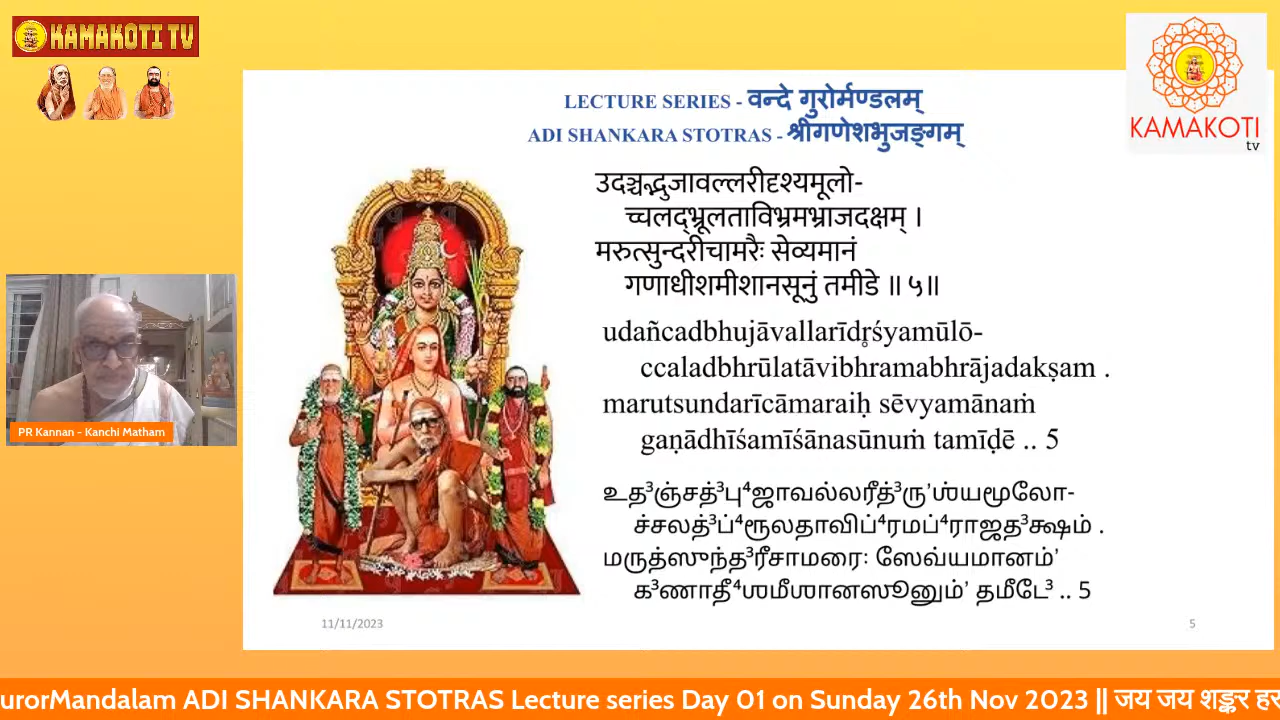 KAMAKOTI TV
KAMAKOTI
tv
LECTURE SERIES - वन्दे गुरोर्मण्डलम्
ADI SHANKARA STOTRAS - श्रीगणेशभुजङ्गम्
उदञ्चद्भुजावल्लरीदृश्यमूलो-
च्चलद्भ्रूलताविभ्रमभ्राजदक्षम् ।
मरुत्सुन्दरीचामरैः सेव्यमानं
गणाधीशमीशानसूनुं तमीडे ॥ ५॥
udañcadbhujāvallarīdr̥śyamūlō-
ccaladbhrūlatāvibhramabhrājadakṣam .
marutsundarīcāmaraiḥ sēvyamānaṁ
gaṇādhīśamīśānasūnuṁ tamīḍē .. 5
உத³ஞ்சத்³பு⁴ஜாவல்லரீத்³ருʼஶ்யமூலோ-
ச்சலத்³ப்⁴ரூலதாவிப்⁴ரமப்⁴ராஜத³க்ஷம் .
மருத்ஸுந்த³ரீசாமரை꞉ ஸேவ்யமானம்ʼ
க³ணாதீ⁴ஶமீஶானஸூனும்ʼ தமீடே³ .. 5
PR Kannan - Kanchi Matham
11/11/2023
5
urorMandalam ADI SHANKARA STOTRAS Lecture series Day 01 on Sunday 26th Nov 2023 || जय जय शङ्कर हर